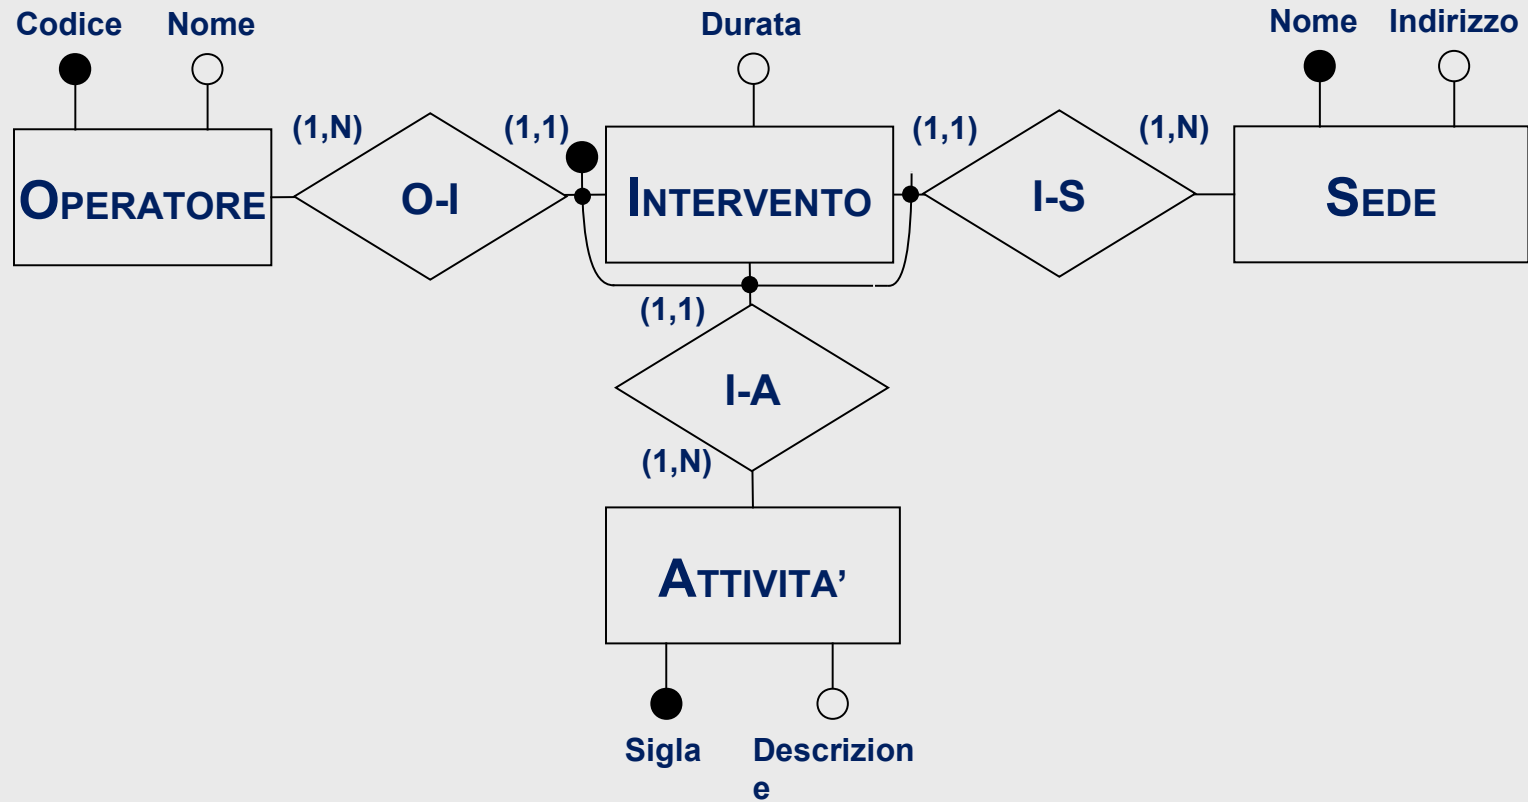 Codice Nome Durata Nome Indirizzo
(1,N) (1,1) (1,1) (1,N)
OPERATORE O-I INTERVENTO I-S SEDE
(1,1)
I-A
(1,N)
ATTIVITA’
Sigla Descrizion
e